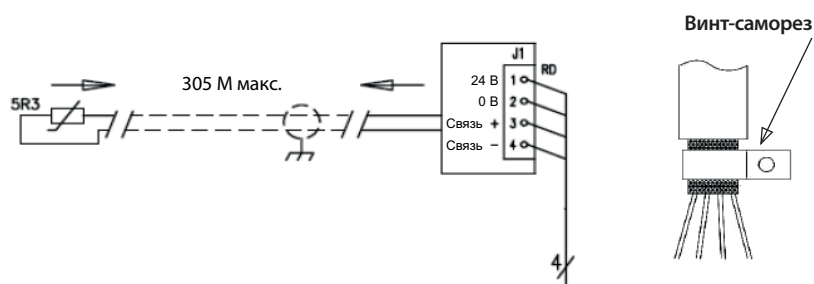 Винт-саморез
305 М макс.
5R3
J1
RD
24 В 1
0 В 2
Связь + 3
Связь – 4
4